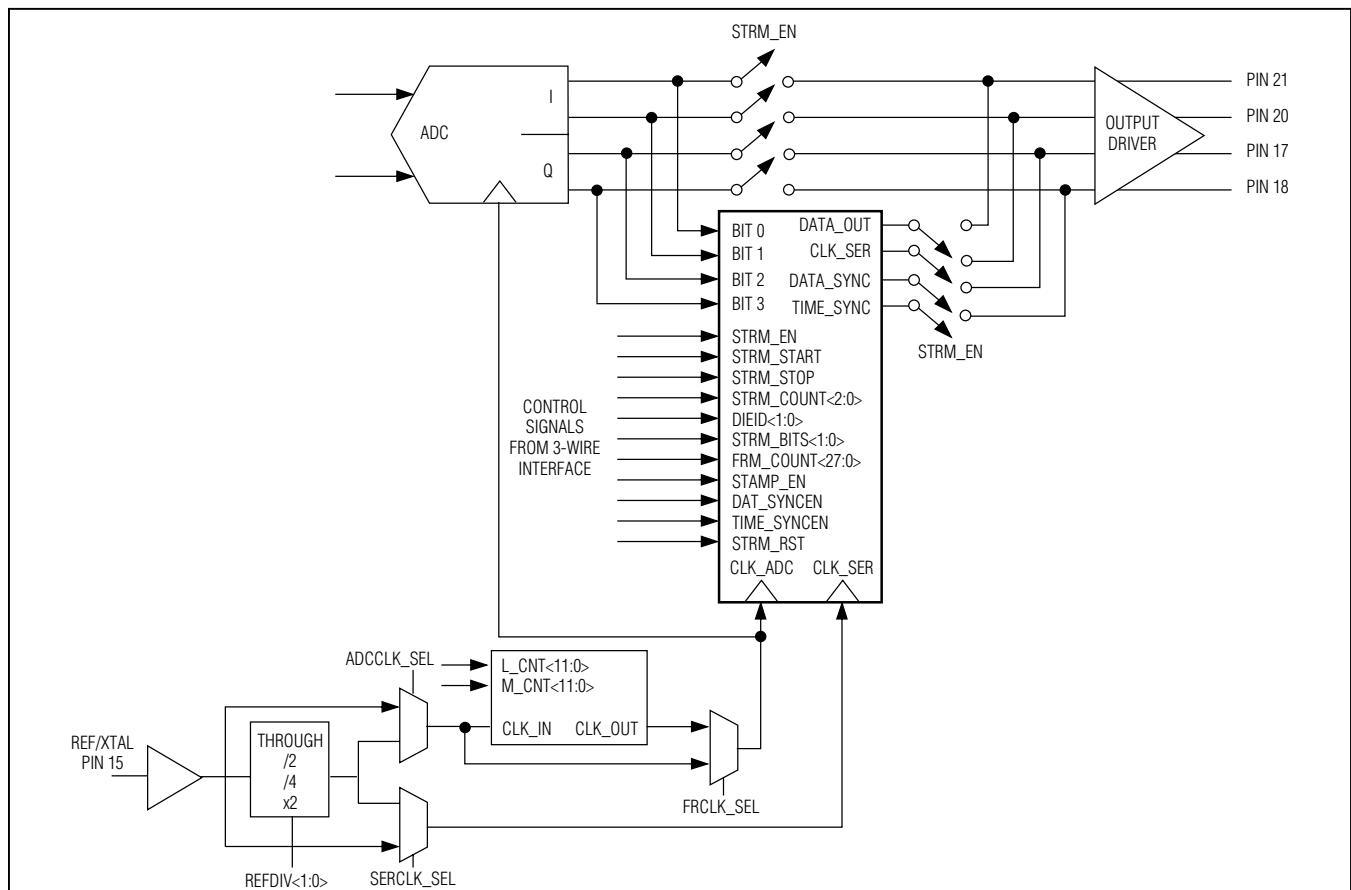 STRM_EN
PIN 21
I
PIN 20
ADC
OUTPUT
DRIVER
PIN 17
Q
PIN 18
BIT 0
DATA_OUT
BIT 1
CLK_SER
BIT 2
DATA_SYNC
BIT 3
TIME_SYNC
STRM_EN
CONTROL
SIGNALS
FROM 3-WIRE
INTERFACE
STRM_EN
STRM_START
STRM_STOP
STRM_COUNT<2:0>
DIEID<1:0>
STRM_BITS<1:0>
FRM_COUNT<27:0>
STAMP_EN
DAT_SYNCEN
TIME_SYNCEN
STRM_RST
CLK_ADC
CLK_SER
ADCCLK_SEL
L_CNT<11:0>
M_CNT<11:0>
CLK_IN
CLK_OUT
REF/XTAL
PIN 15
THROUGH
/2
/4
x2
FRCLK_SEL
REFDIV<1:0>
SERCLK_SEL